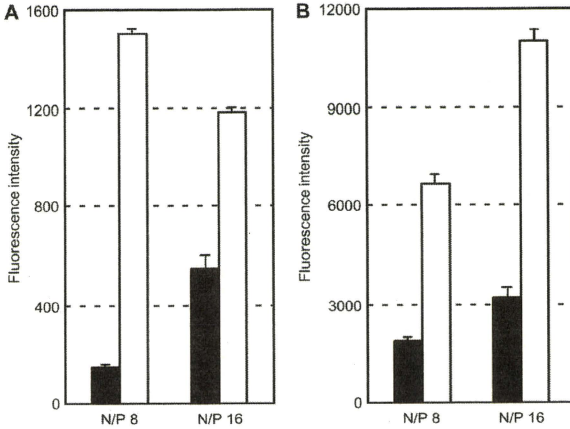 A
Fluorescence intensity
1600
1200
800
400
0
N/P 8 N/P 16
B
Fluorescence intensity
12000
9000
6000
3000
0
N/P 8 N/P 16